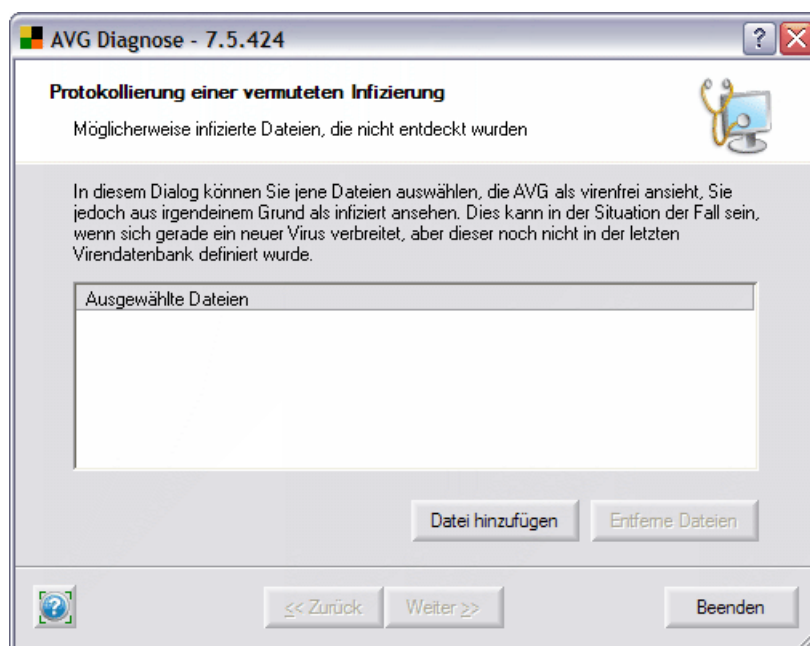 AVG Diagnose - 7.5.424
Protokollierung einer vermuteten Infizierung
Möglicherweise infizierte Dateien, die nicht entdeckt wurden
In diesem Dialog können Sie jene Dateien auswählen, die AVG als virenfrei ansieht, Sie
jedoch aus irgendeinem Grund als infiziert ansehen. Dies kann in der Situation der Fall sein,
wenn sich gerade ein neuer Virus verbreitet, aber dieser noch nicht in der letzten
Virendatenbank definiert wurde.
Ausgewählte Dateien
Datei hinzufügen
Entferne Dateien
<< Zurück
Weiter >>
Beenden